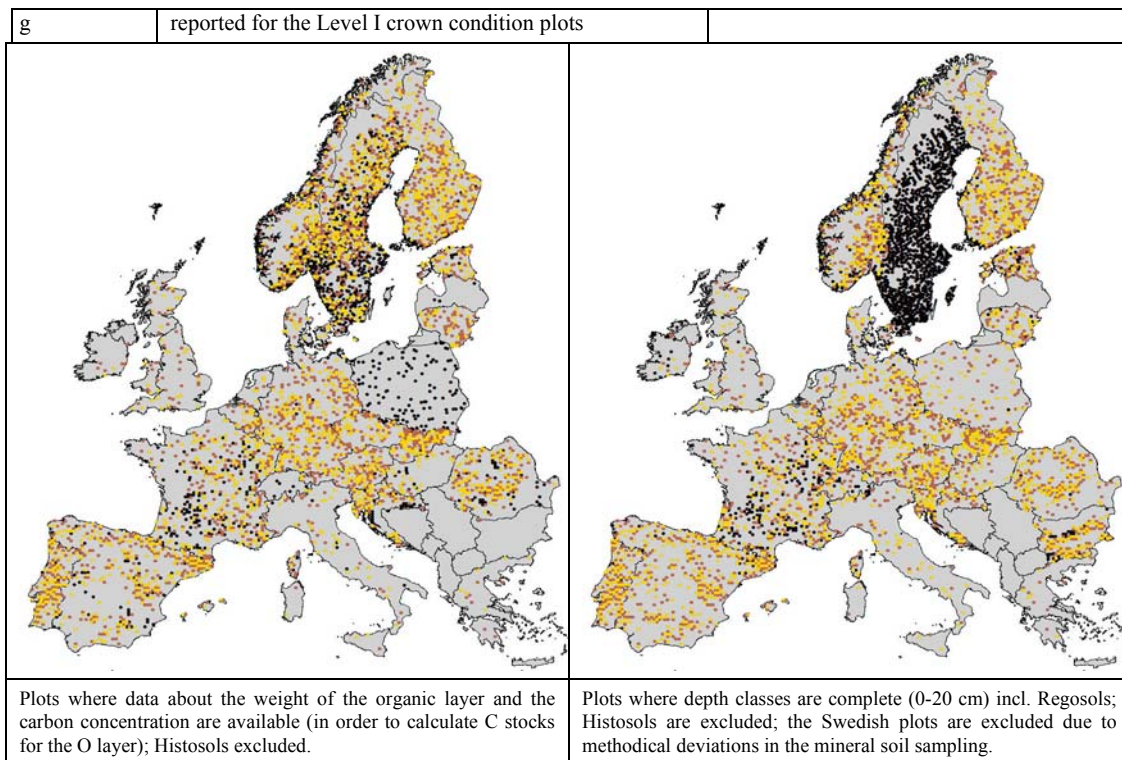 g reported for the Level I crown condition plots
Plots where data about the weight of the organic layer and the
carbon concentration are available (in order to calculate C stocks
for the O layer); Histosols excluded.
Plots where depth classes are complete (0-20 cm) incl. Regosols;
Histosols are excluded; the Swedish plots are excluded due to
methodical deviations in the mineral soil sampling.